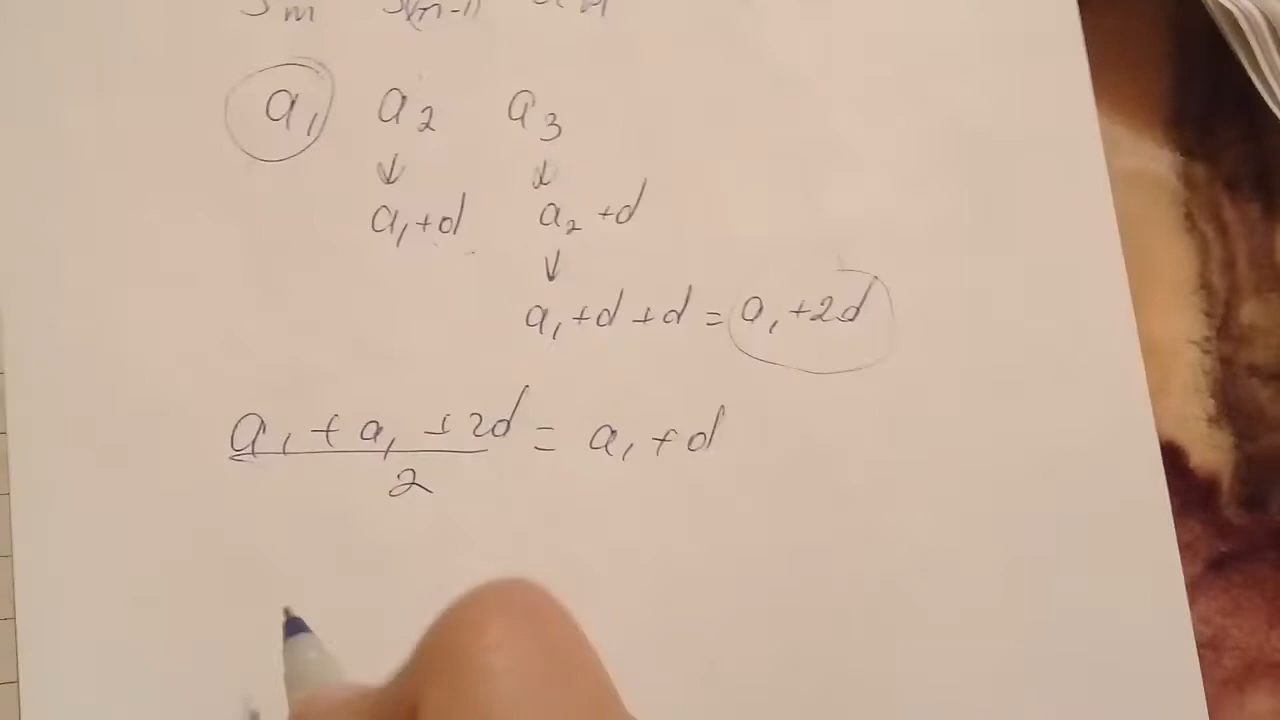 a₁ a₂ a₃
↓ ↓
a₁+d a₂+d
↓
a₁+d+d = a₁+2d
a₁ + a₁ + 2d / 2 = a₁+d